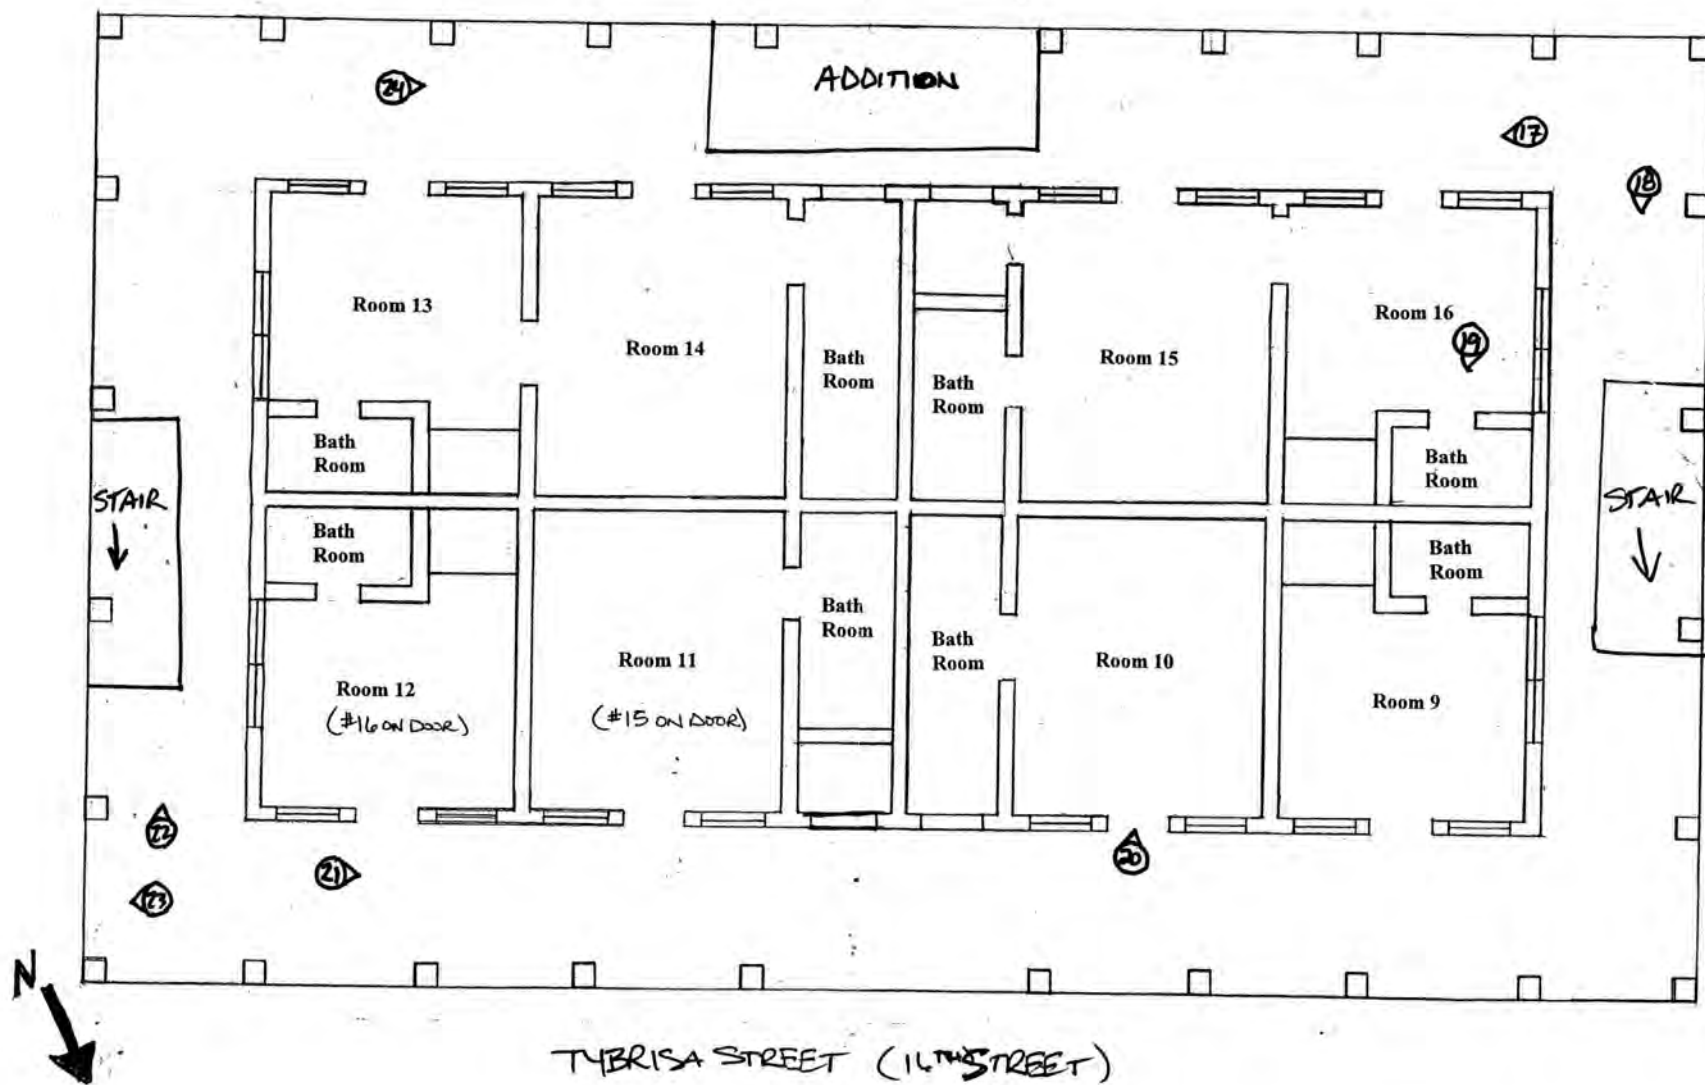 ADDITION
24
17
18
Room 13
Room 14
Bath
Room
Bath
Room
Room 15
Room 16
19
Bath
Room
Bath
Room
STAIR
STAIR
Bath
Room
Bath
Room
Bath
Room
Bath
Room
Room 12
(#16 ON DOOR)
Room 11
(#15 ON DOOR)
Room 10
Room 9
22
21
20
23
N
TYBRISA STREET (16TH STREET)